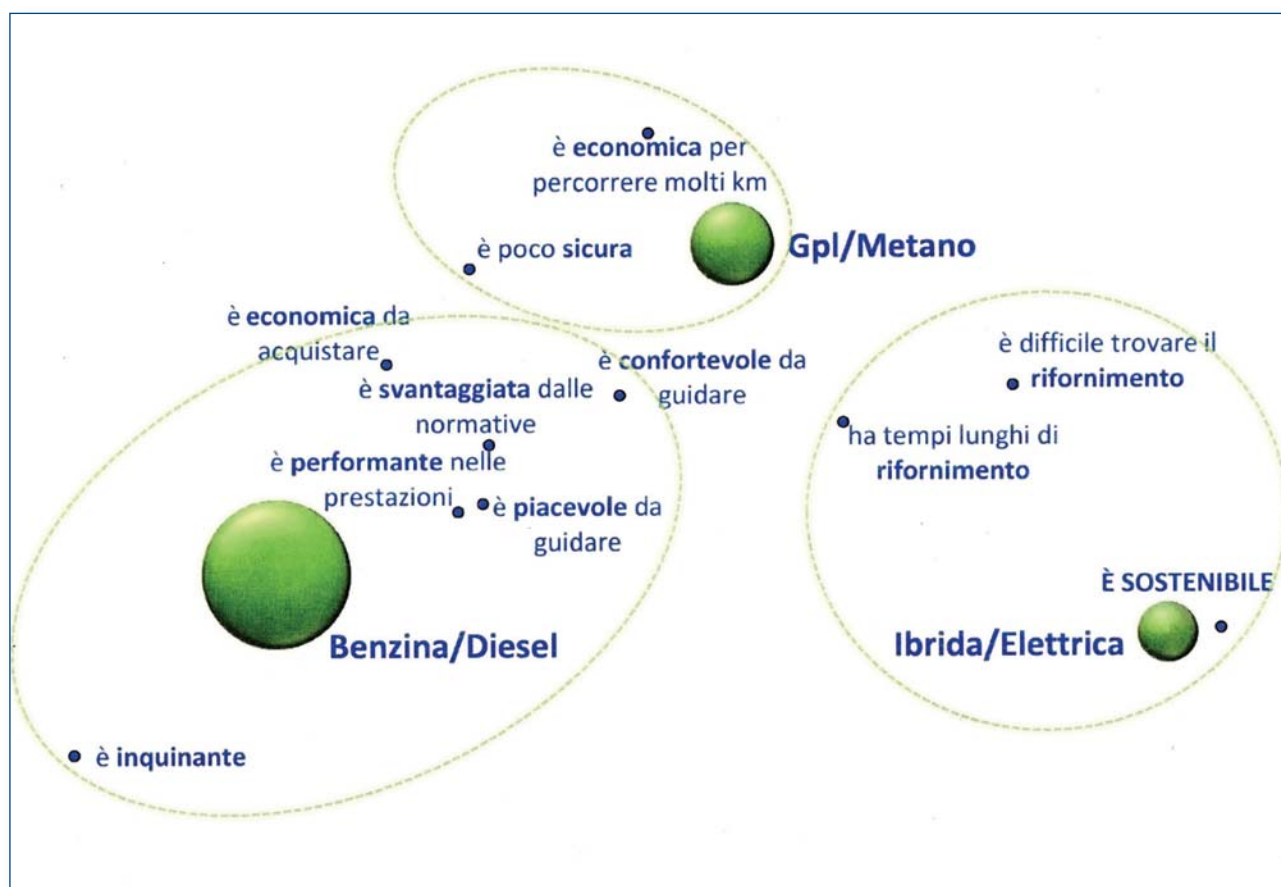 è economica per
percorrere molti km
è poco sicura
Gpl/Metano
è economica da
acquistare
è confortevole da
guidare
è svantaggiata dalle
normative
è performante nelle
prestazioni
è piacevole da
guidare
Benzina/Diesel
è inquinante
è difficile trovare il
rifornimento
ha tempi lunghi di
rifornimento
È SOSTENIBILE
Ibrida/Elettrica